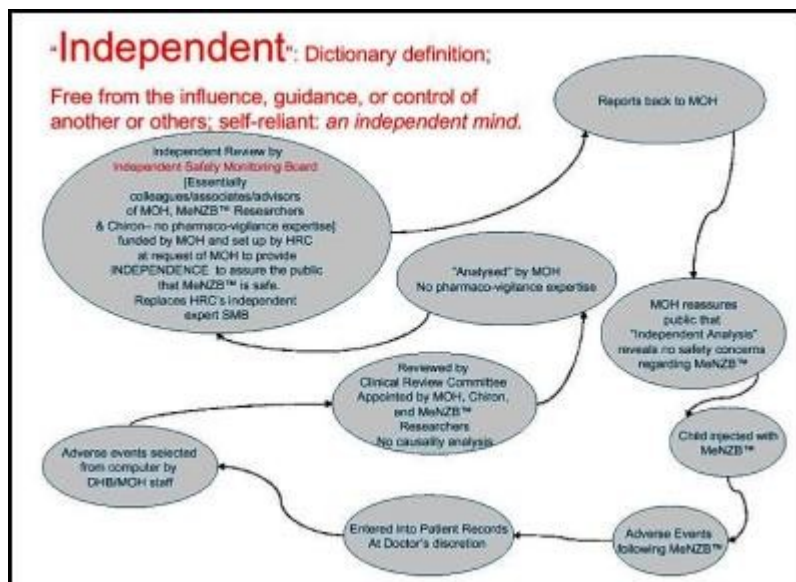 "Independent": Dictionary definition;
Free from the influence, guidance, or control of
another or others; self-reliant: an independent mind.
Independent Review by
Independent Safety Monitoring Board
[Essentially
colleagues/associates/advisors
of MOH, MeNZB™ Researchers
& Chiron– no pharmaco-vigilance expertise]
funded by MOH and set up by HRC
at request of MOH to provide
INDEPENDENCE to assure the public
that MeNZB™ is safe.
Replaces HRC's independent
expert SMB
Reports back to MOH
"Analysed" by MOH
No pharmaco-vigilance expertise
MOH reassures
public that
"Independent Analysis"
reveals no safety concerns
regarding MeNZB™
Reviewed by
Clinical Review Committee
Appointed by MOH, Chiron,
and MeNZB™
Researchers
No causality analysis
Child injected with
MeNZB™
Adverse events selected
from computer by
DHB/MOH staff
Entered Into Patient Records
At Doctor's discretion
Adverse Events
following MeNZB™